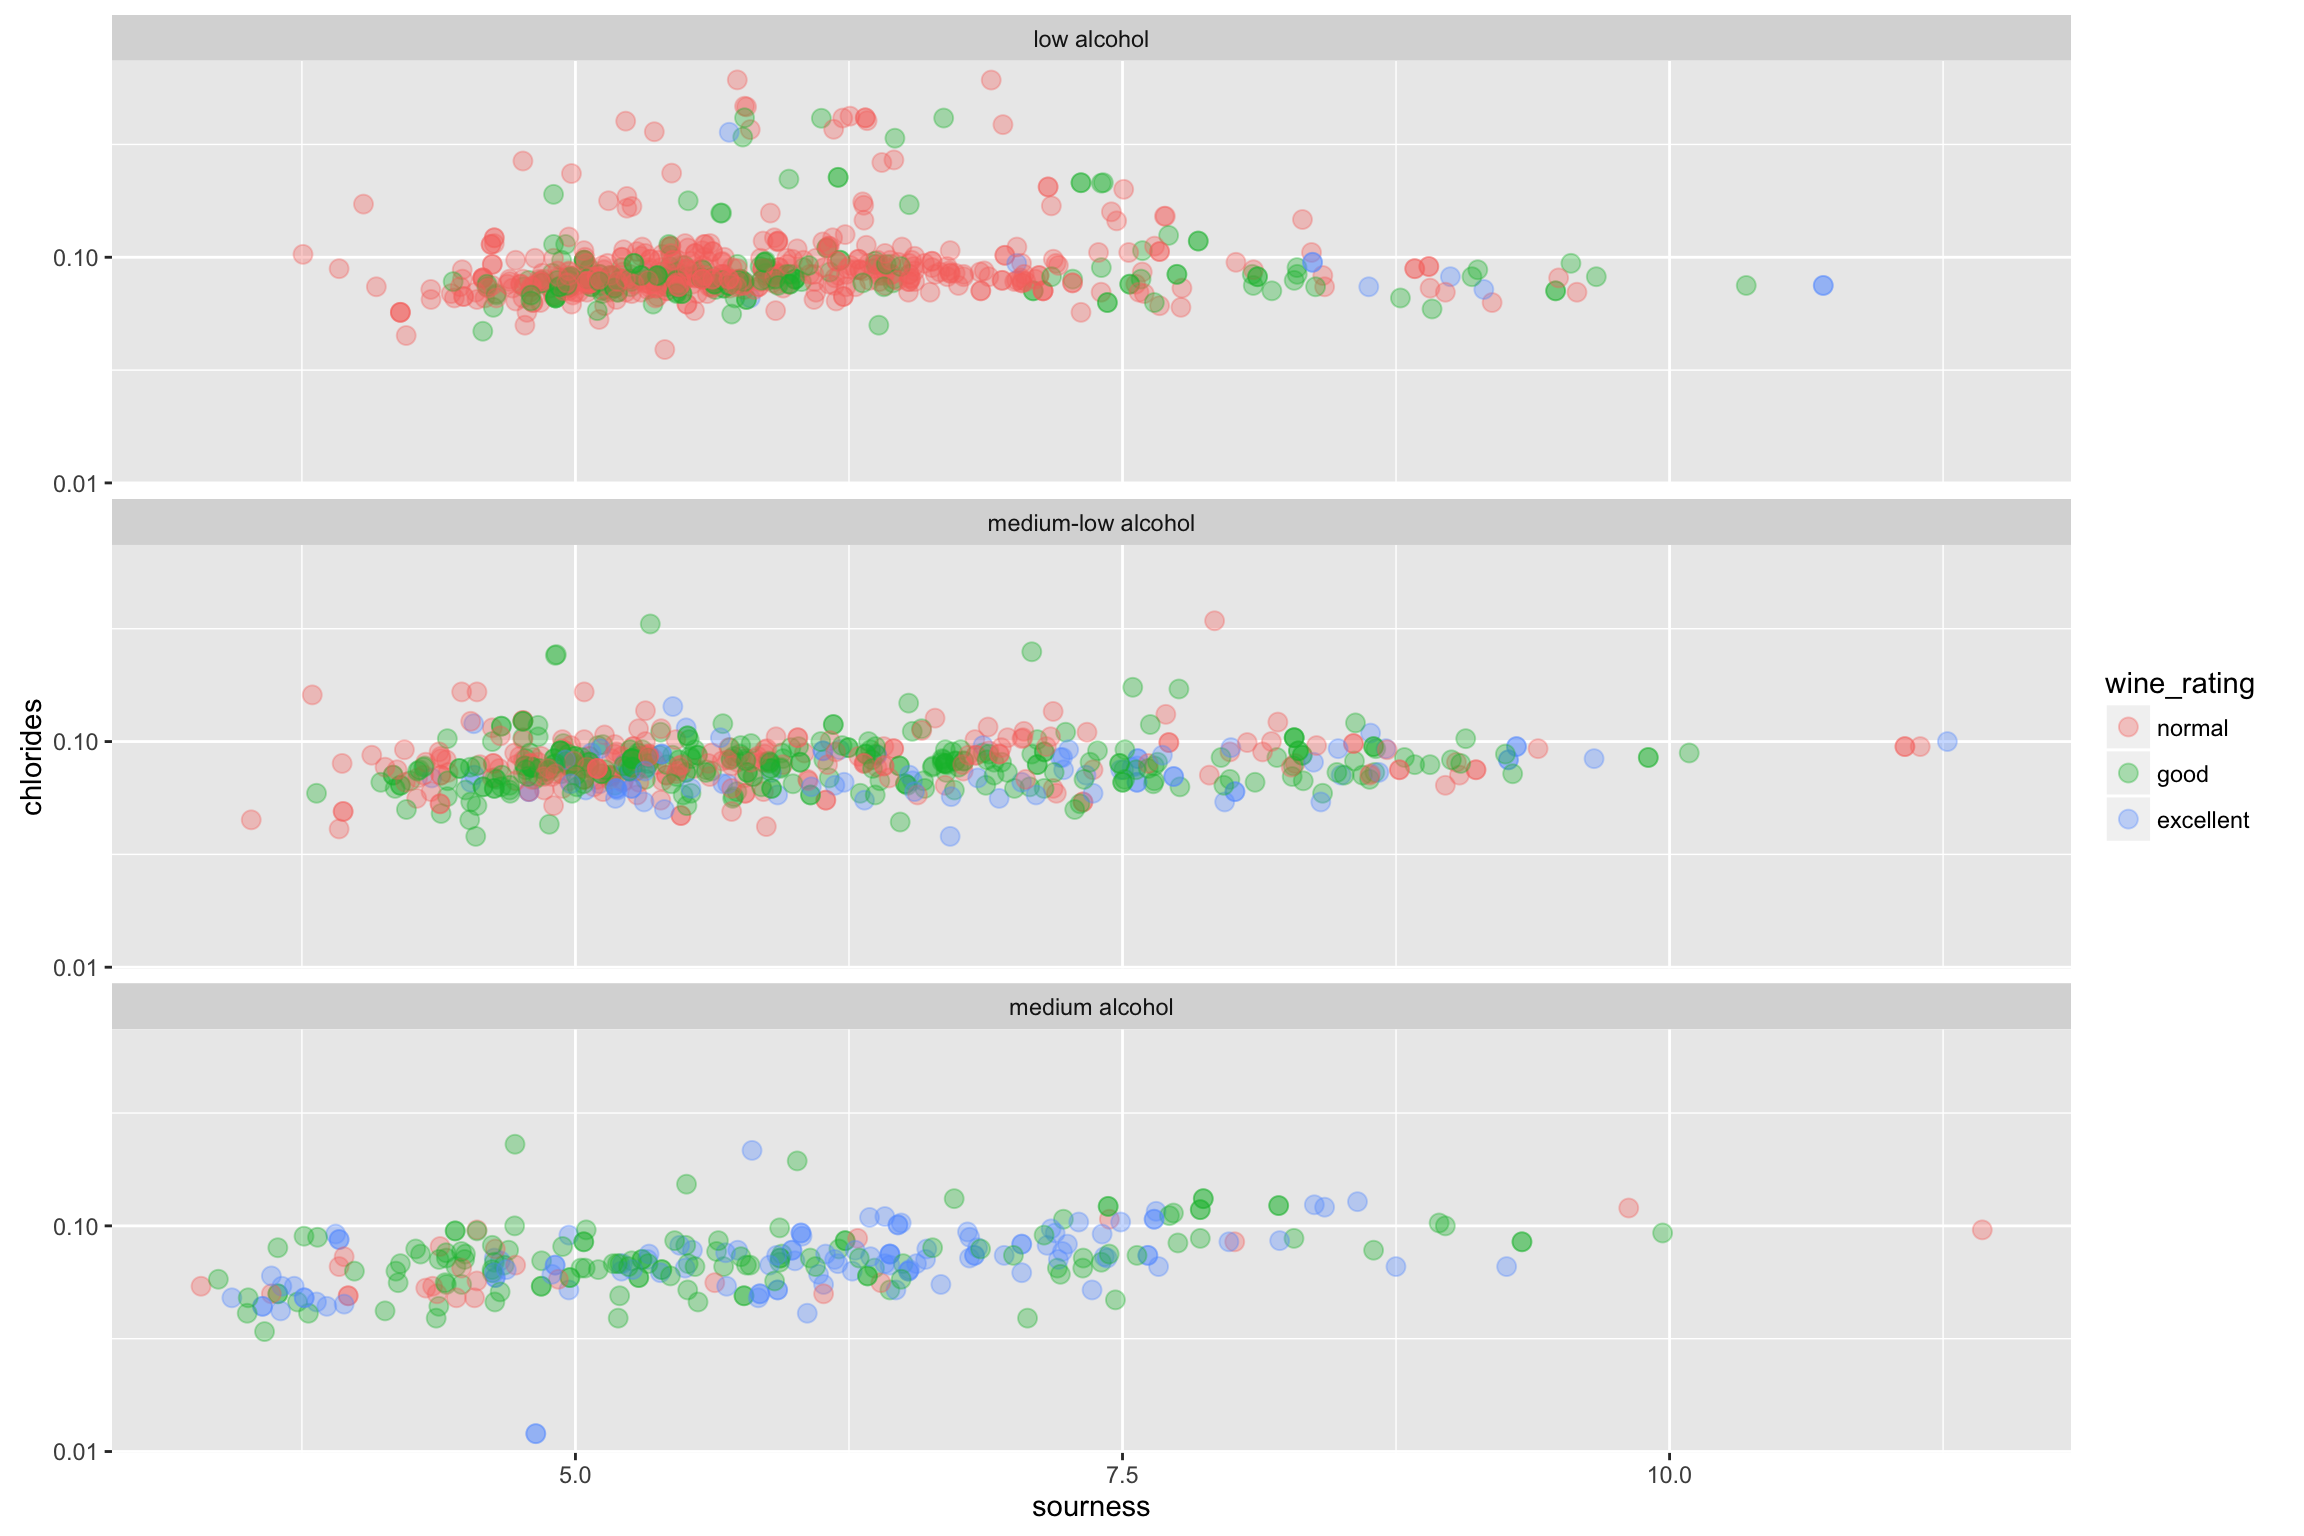 low alcohol
0.10
0.01
medium-low alcohol
0.10
0.01
medium alcohol
0.10
0.01
5.0 7.5 10.0
sourness
chlorides
wine_rating
normal
good
excellent